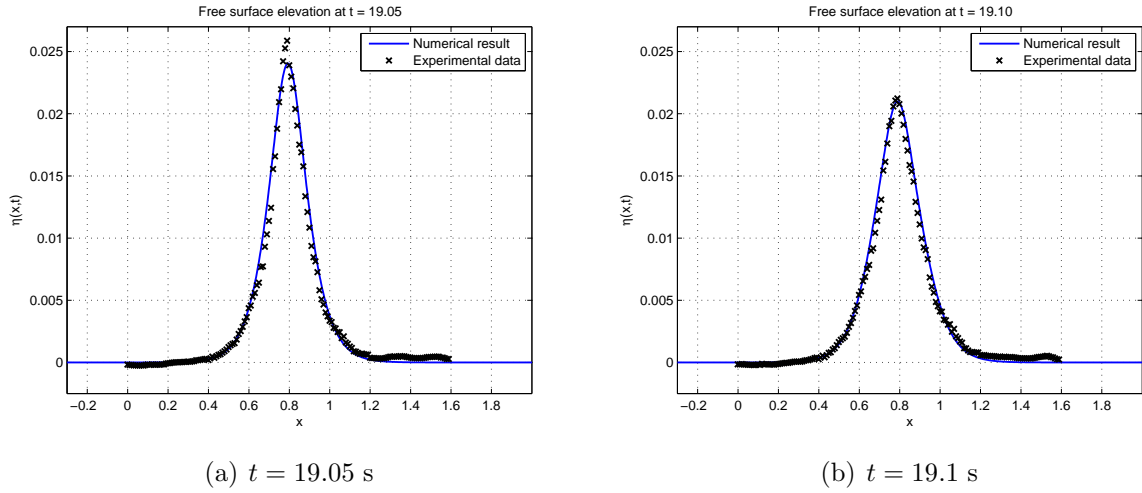 Free surface elevation at t = 19.05
Numerical result
Experimental data
0.025
0.02
0.015
0.01
0.005
0
η(x,t)
−0.2 0 0.2 0.4 0.6 0.8 1 1.2 1.4 1.6 1.8
x
(a) t = 19.05 s
Free surface elevation at t = 19.10
Numerical result
Experimental data
0.025
0.02
0.015
0.01
0.005
0
η(x,t)
−0.2 0 0.2 0.4 0.6 0.8 1 1.2 1.4 1.6 1.8
x
(b) t = 19.1 s